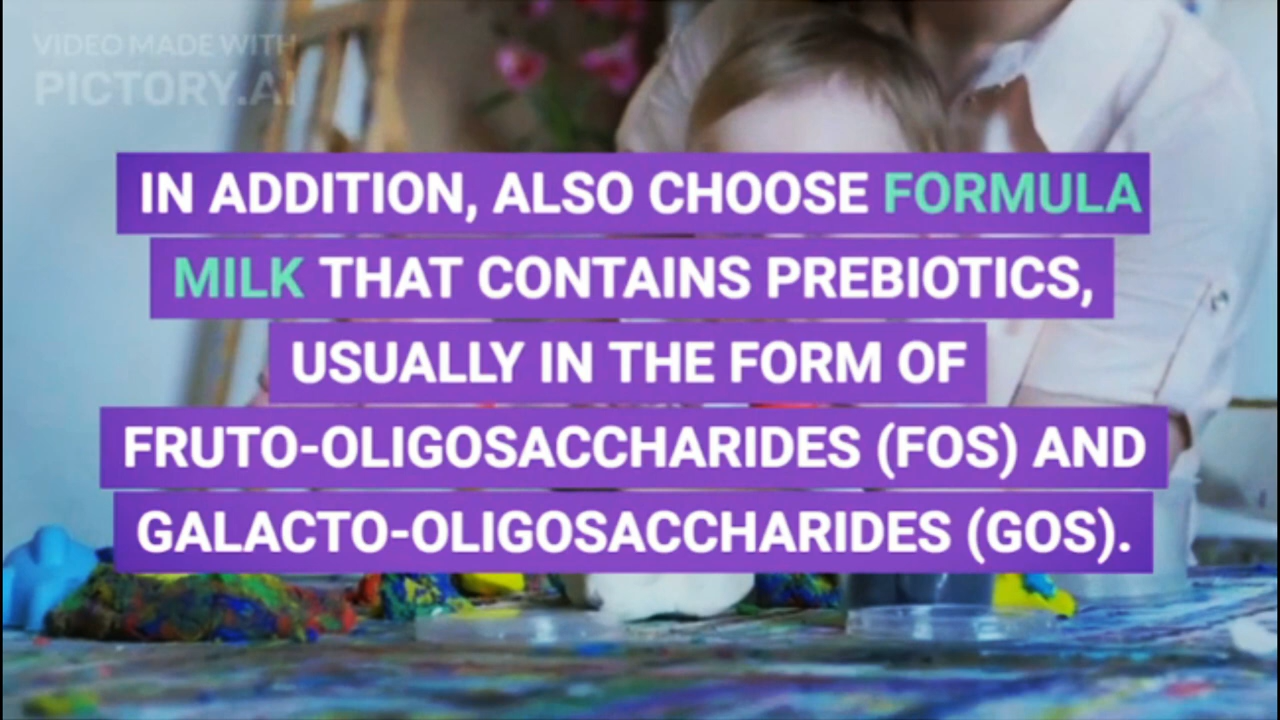 VIDEO MADE WITH
PICTORY.AI
IN ADDITION, ALSO CHOOSE FORMULA
MILK THAT CONTAINS PREBIOTICS,
USUALLY IN THE FORM OF
FRUTO-OLIGOSACCHARIDES (FOS) AND
GALACTO-OLIGOSACCHARIDES (GOS).